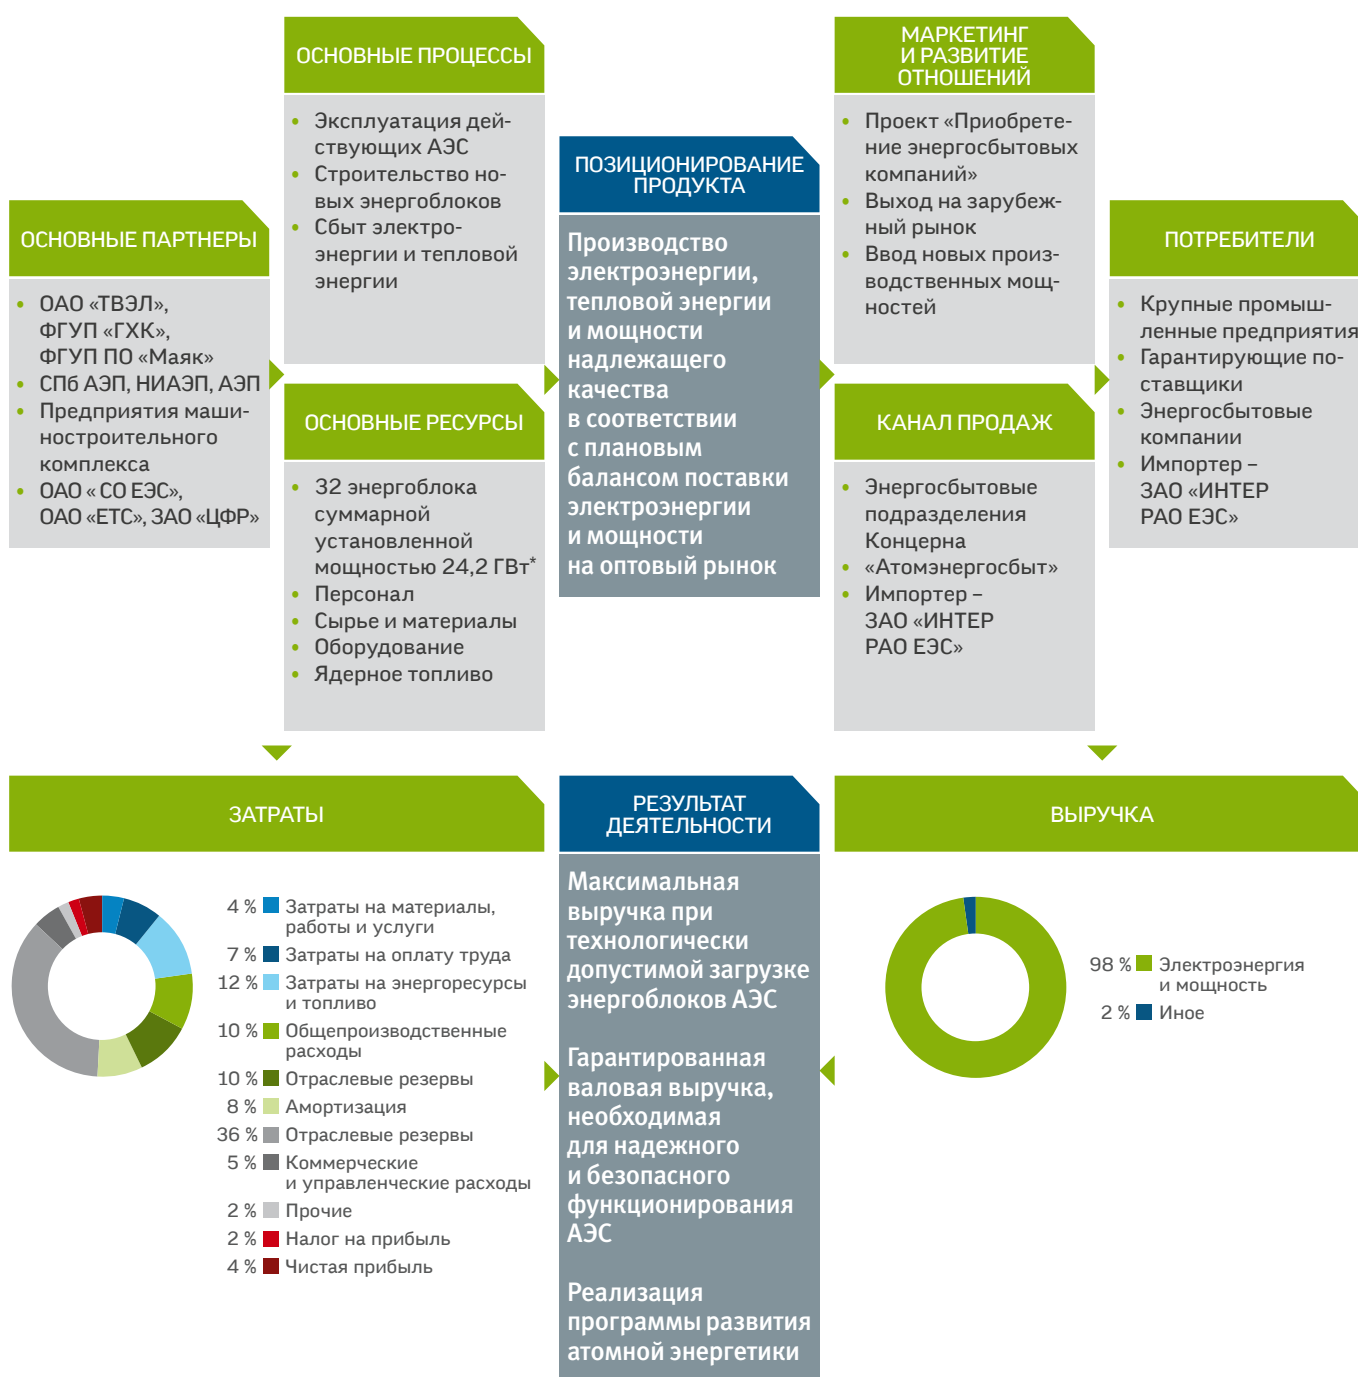 ОСНОВНЫЕ ПАРТНЕРЫ
• ОАО «ТВЭЛ»,
ФГУП «ГХК»,
ФГУП ПО «Маяк»
• СПб АЭП, НИАЭП, АЭП
• Предприятия маши-
ностроительного
комплекса
• ОАО « СО ЕЭС»,
ОАО «ЕТС», ЗАО «ЦФР»
ОСНОВНЫЕ ПРОЦЕССЫ
• Эксплуатация дей-
ствующих АЭС
• Строительство но-
вых энергоблоков
• Сбыт электро-
энергии и тепловой
энергии
ОСНОВНЫЕ РЕСУРСЫ
• 32 энергоблока
суммарной
установленной
мощностью 24,2 ГВт*
• Персонал
• Сырье и материалы
• Оборудование
• Ядерное топливо
ПОЗИЦИОНИРОВАНИЕ
ПРОДУКТА
Производство
электроэнергии,
тепловой энергии
и мощности
надлежащего
качества
в соответствии
с плановым
балансом поставки
электроэнергии
и мощности
на оптовый рынок
МАРКЕТИНГ
И РАЗВИТИЕ
ОТНОШЕНИЙ
• Проект «Приобрете-
ние энергосбытовых
компаний»
• Выход на зарубеж-
ный рынок
• Ввод новых произ-
водственных мощ-
ностей
КАНАЛ ПРОДАЖ
• Энергосбытовые
подразделения
Концерна
• «Атомэнергосбыт»
• Импортер –
ЗАО «ИНТЕР
РАО ЕЭС»
ПОТРЕБИТЕЛИ
• Крупные промыш-
ленные предприятия
• Гарантирующие по-
ставщики
• Энергосбытовые
компании
• Импортер –
ЗАО «ИНТЕР
РАО ЕЭС»
ЗАТРАТЫ
4 % Затраты на материалы,
работы и услуги
7 % Затраты на оплату труда
12 % Затраты на энергоресурсы
и топливо
10 % Общепроизводственные
расходы
10 % Отраслевые резервы
8 % Амортизация
36 % Отраслевые резервы
5 % Коммерческие
и управленческие расходы
2 % Прочие
2 % Налог на прибыль
4 % Чистая прибыль
РЕЗУЛЬТАТ
ДЕЯТЕЛЬНОСТИ
Максимальная
выручка при
технологически
допустимой загрузке
энергоблоков АЭС
Гарантированная
валовая выручка,
необходимая
для надежного
и безопасного
функционирования
АЭС
Реализация
программы развития
атомной энергетики
ВЫРУЧКА
98 % Электроэнергия
и мощность
2 % Иное